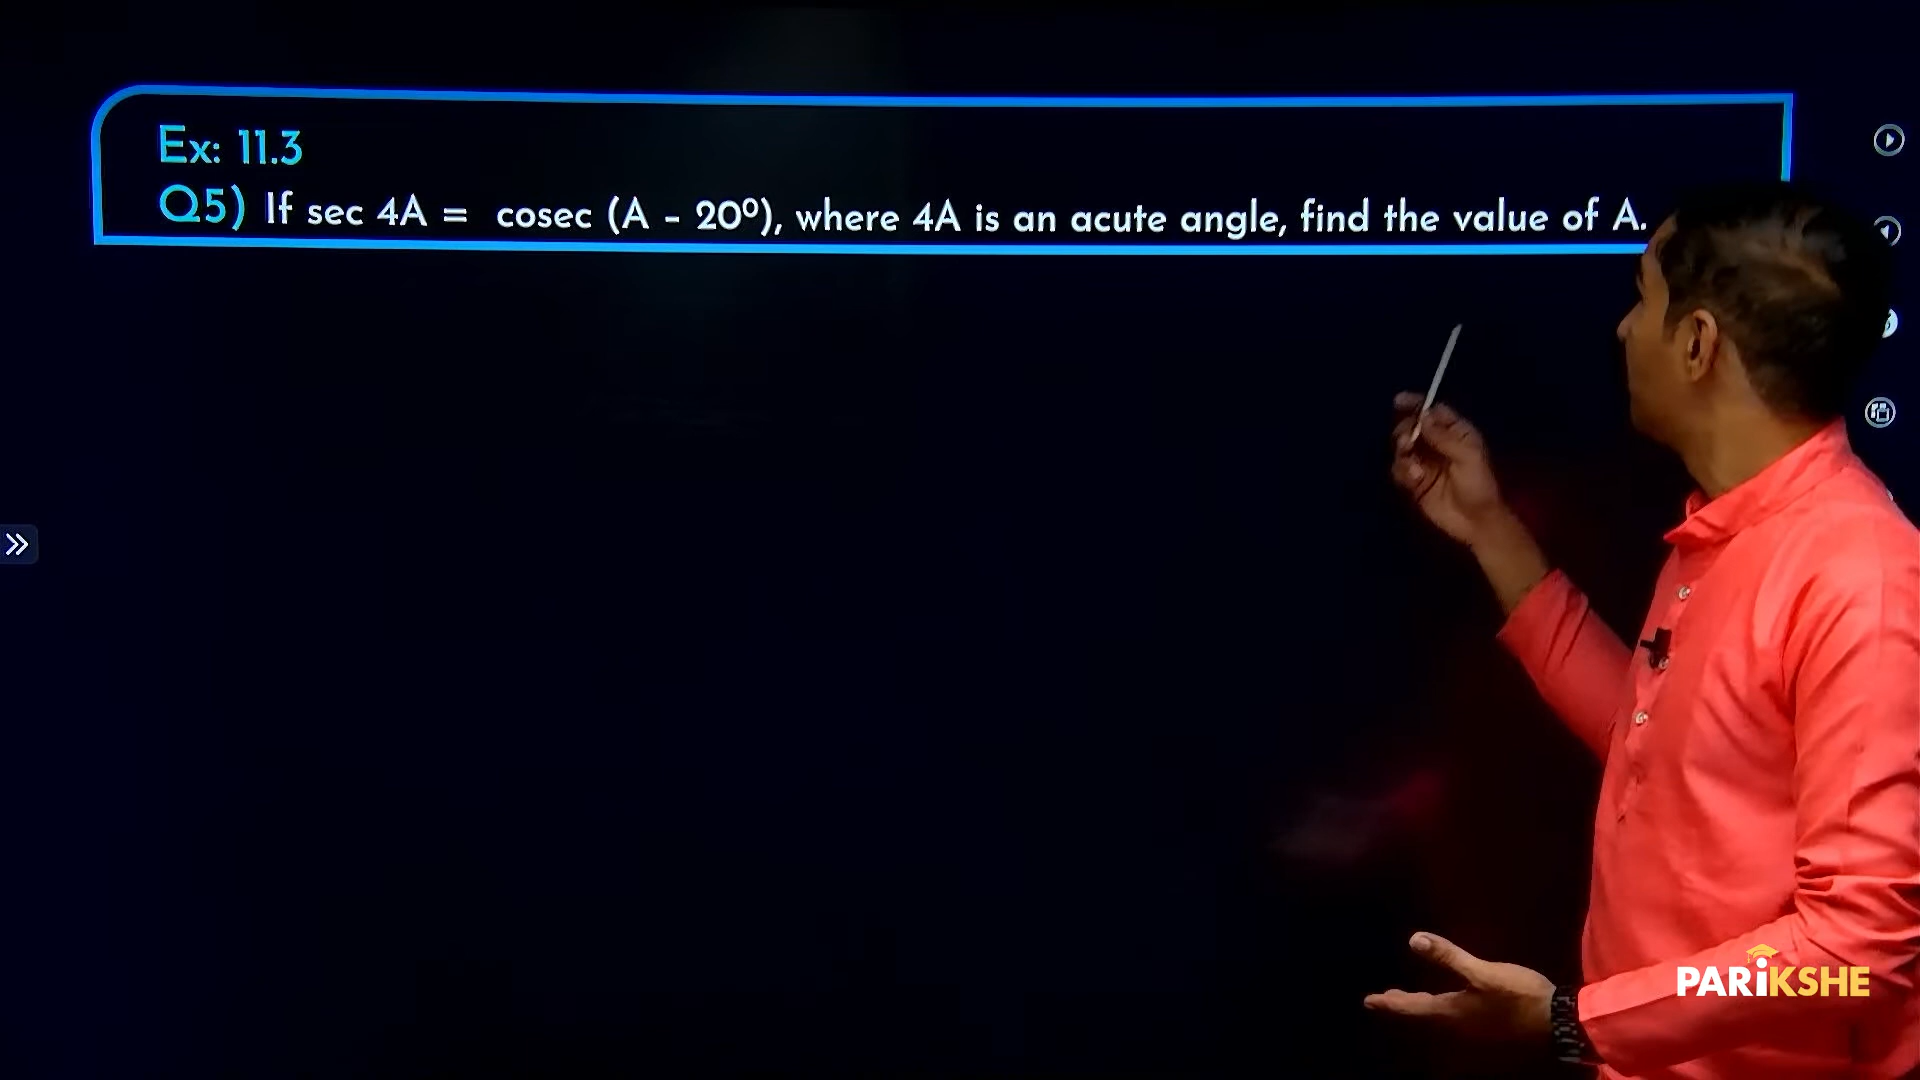 Ex: 11.3
Q5) If sec 4A = cosec (A – 20º), where 4A is an acute angle, find the value of A.
PARiKSHE